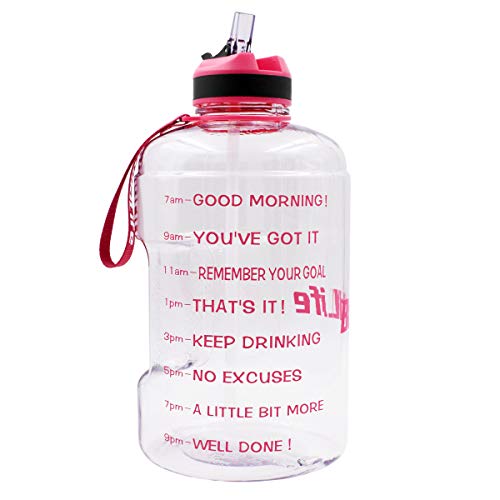 7am-GOOD MORNING!
9am-YOU'VE GOT IT
11am-REMEMBER YOUR GOAL
1pm-THAT'S IT!
Life
3pm-KEEP DRINKING
5pm-NO EXCUSES
7pm-A LITTLE BIT MORE
9pm-WELL DONE!